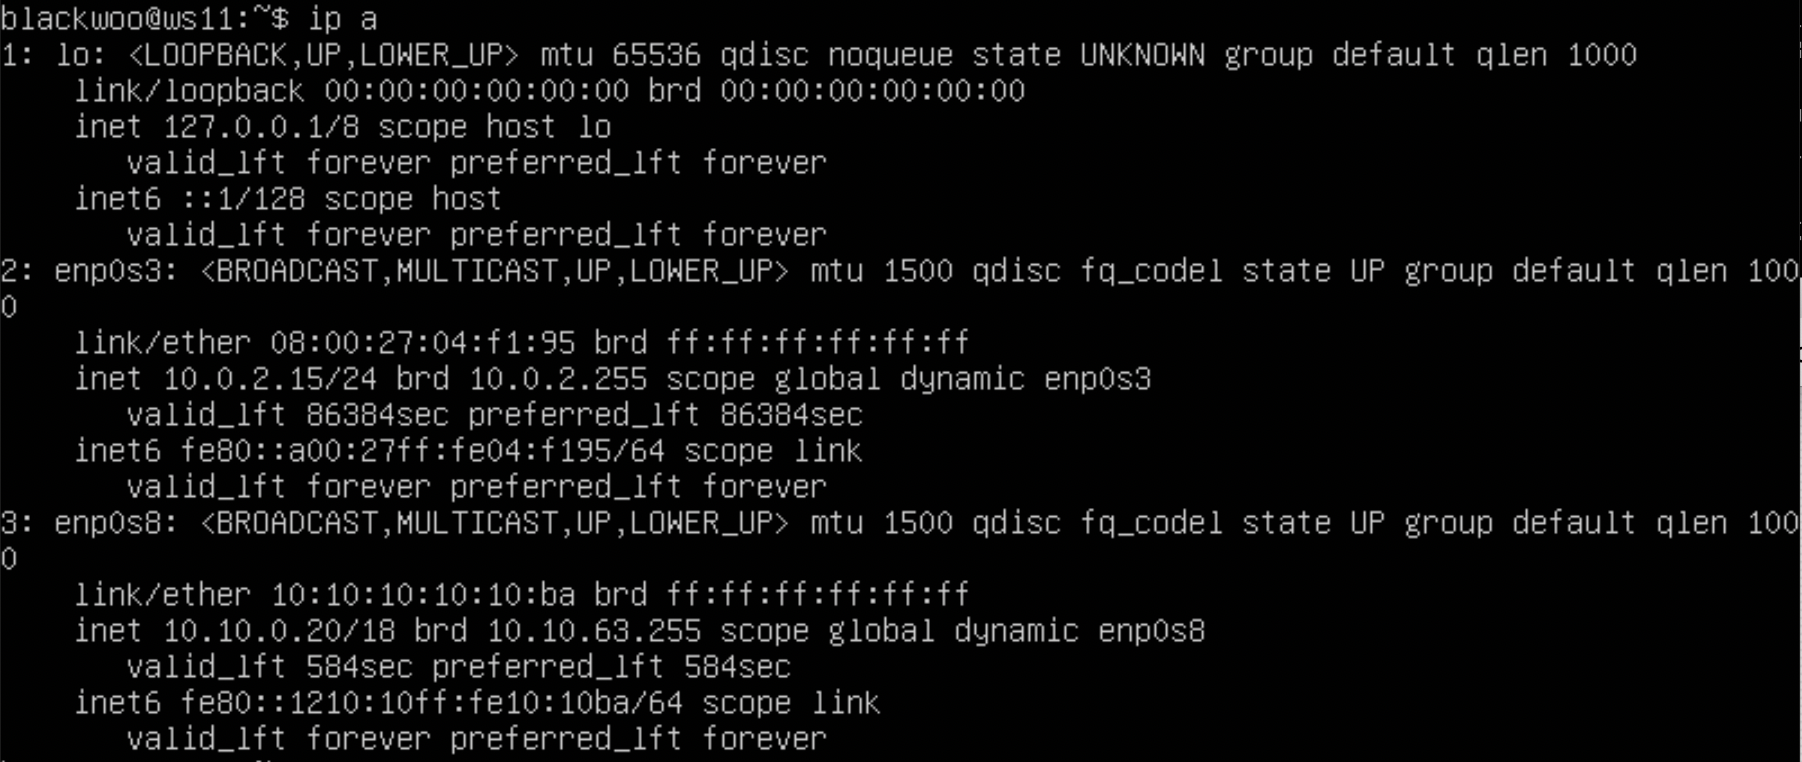 blackwoo@ws11:~$ ip a
1: lo: <LOOPBACK,UP,LOWER_UP> mtu 65536 qdisc noqueue state UNKNOWN group default qlen 1000
    link/loopback 00:00:00:00:00:00 brd 00:00:00:00:00:00
    inet 127.0.0.1/8 scope host lo
       valid_lft forever preferred_lft forever
    inet6 ::1/128 scope host
       valid_lft forever preferred_lft forever
2: enp0s3: <BROADCAST,MULTICAST,UP,LOWER_UP> mtu 1500 qdisc fq_codel state UP group default qlen 100
0
    link/ether 08:00:27:04:f1:95 brd ff:ff:ff:ff:ff:ff
    inet 10.0.2.15/24 brd 10.0.2.255 scope global dynamic enp0s3
       valid_lft 86384sec preferred_lft 86384sec
    inet6 fe80::a00:27ff:fe04:f195/64 scope link
       valid_lft forever preferred_lft forever
3: enp0s8: <BROADCAST,MULTICAST,UP,LOWER_UP> mtu 1500 qdisc fq_codel state UP group default qlen 100
0
    link/ether 10:10:10:10:10:ba brd ff:ff:ff:ff:ff:ff
    inet 10.10.0.20/18 brd 10.10.63.255 scope global dynamic enp0s8
       valid_lft 584sec preferred_lft 584sec
    inet6 fe80::1210:10ff:fe10:10ba/64 scope link
       valid_lft forever preferred_lft forever